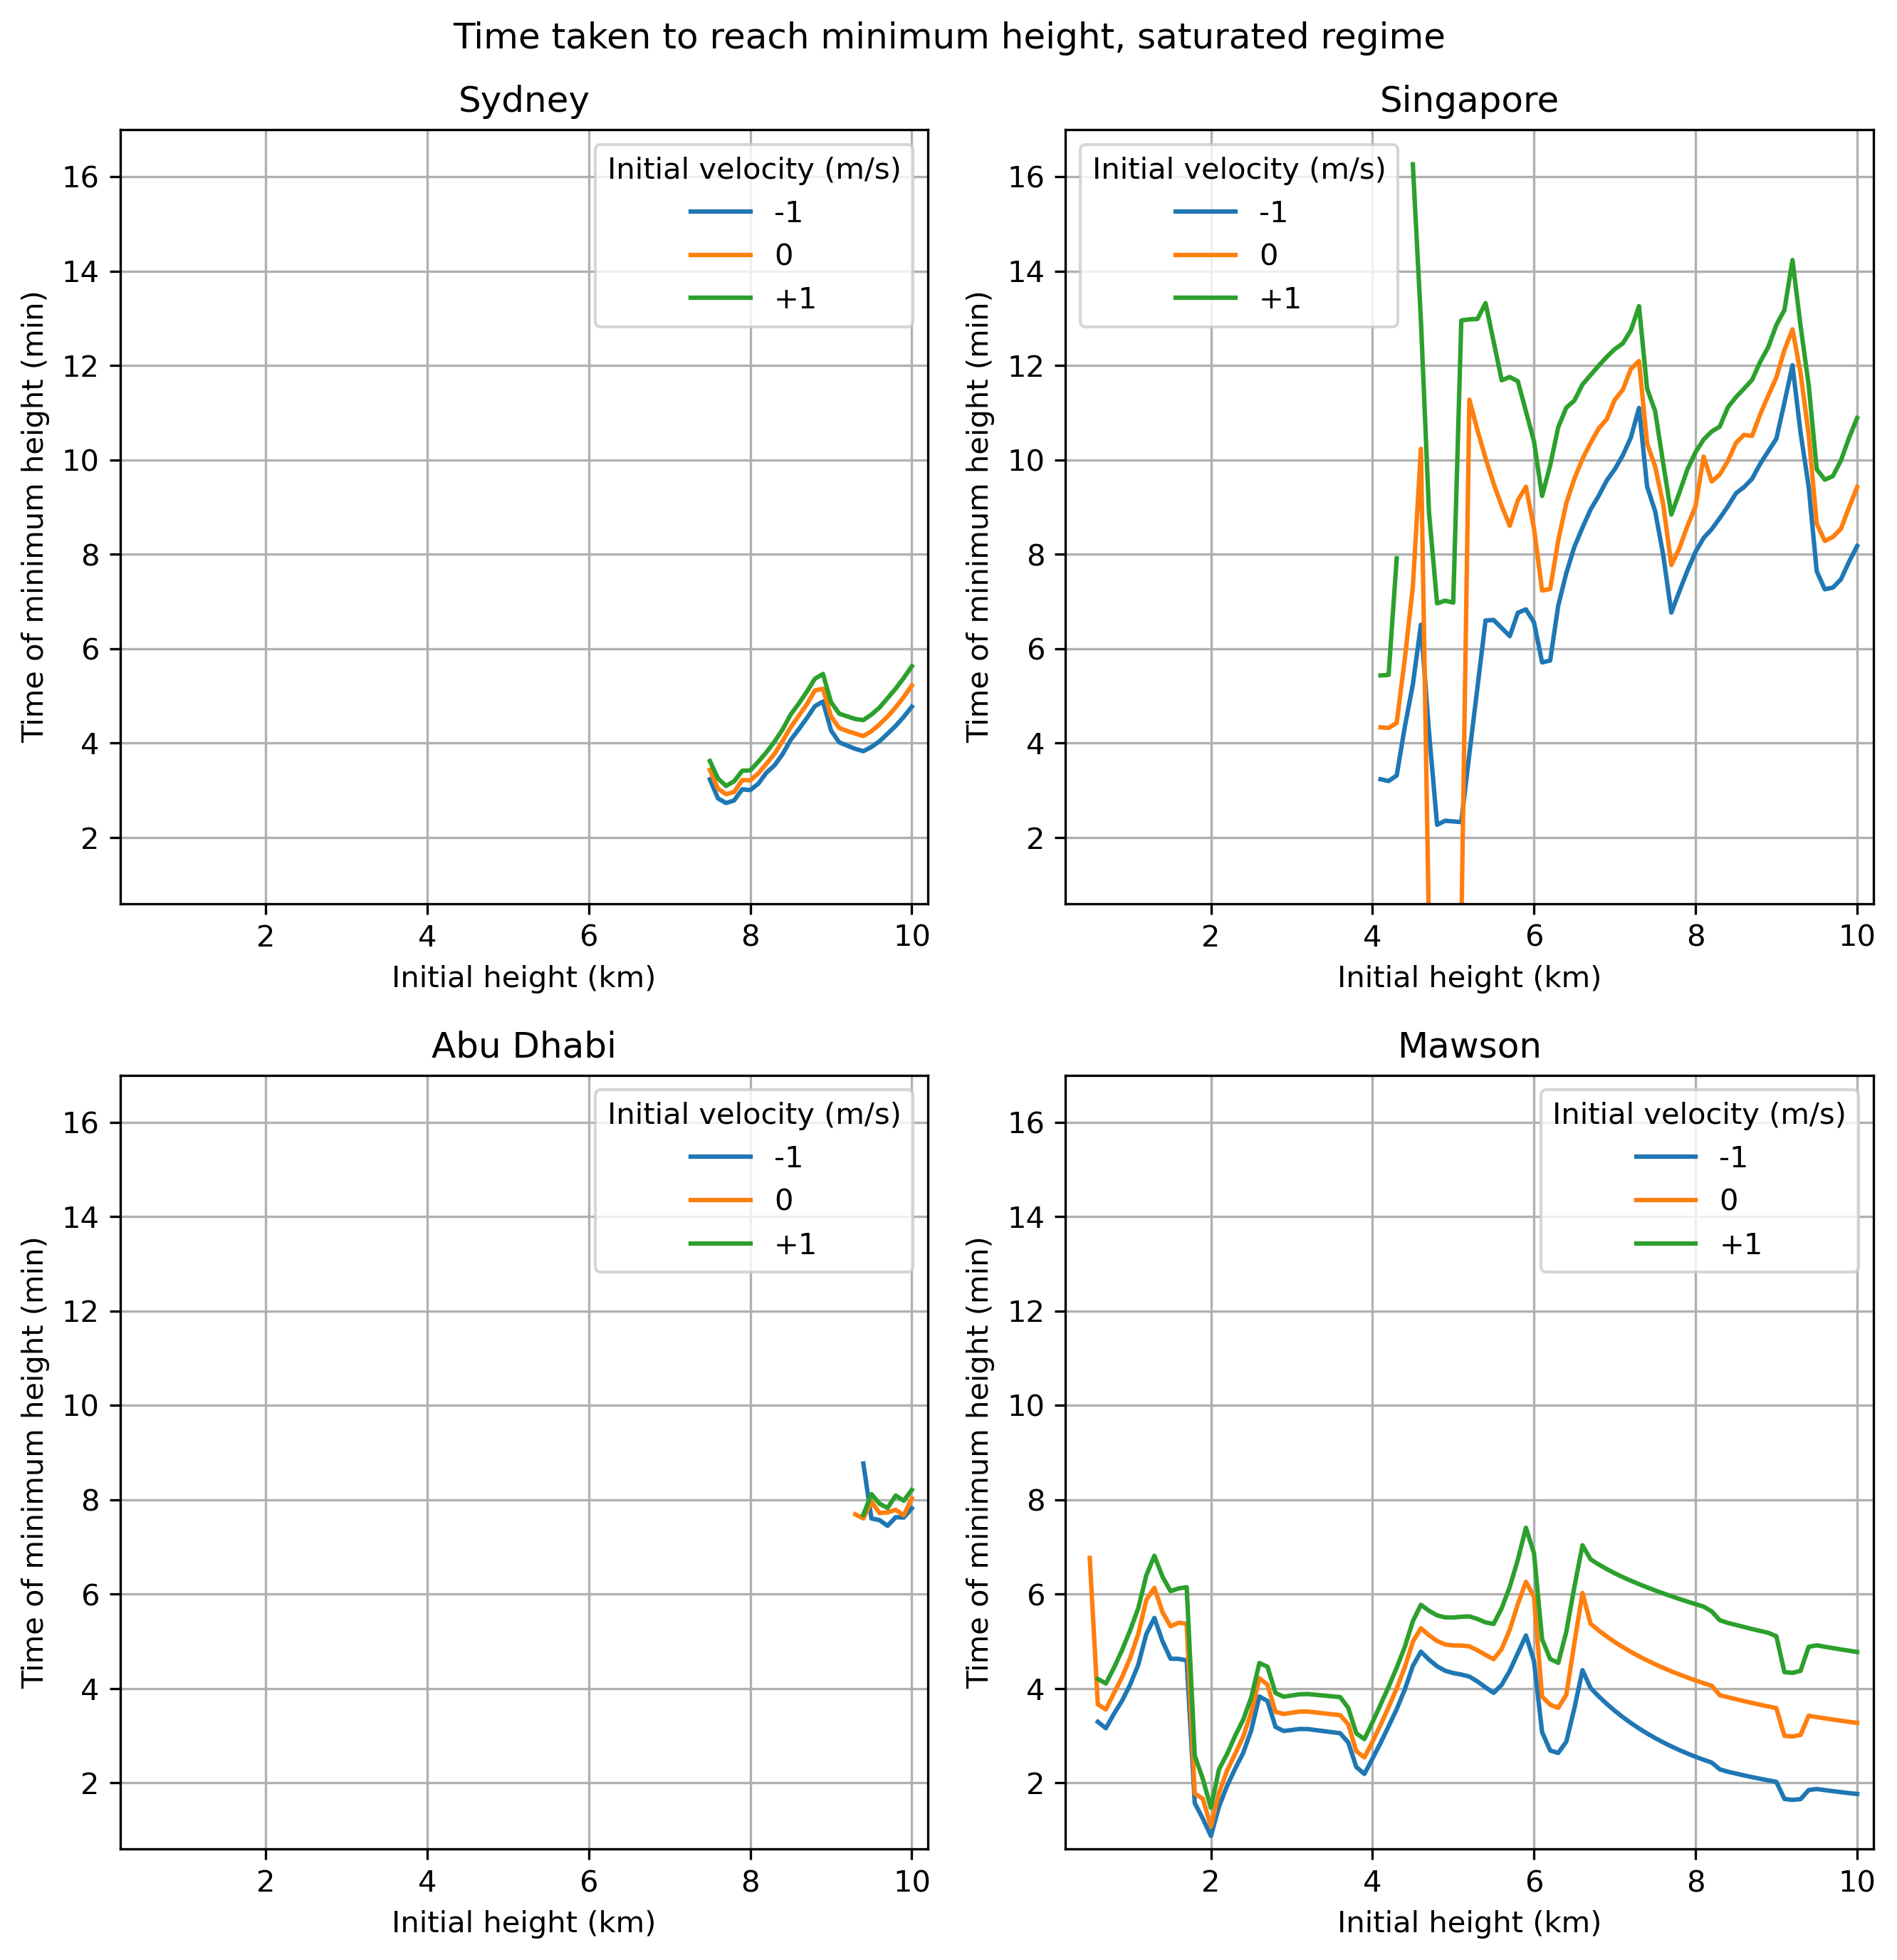 Time taken to reach minimum height, saturated regime
Sydney
Time of minimum height (min)
16
14
12
10
8
6
4
2
Initial velocity (m/s)
-1
0
+1
2 4 6 8 10
Initial height (km)
Singapore
Time of minimum height (min)
16
14
12
10
8
6
4
2
Initial velocity (m/s)
-1
0
+1
2 4 6 8 10
Initial height (km)
Abu Dhabi
Time of minimum height (min)
16
14
12
10
8
6
4
2
Initial velocity (m/s)
-1
0
+1
2 4 6 8 10
Initial height (km)
Mawson
Time of minimum height (min)
16
14
12
10
8
6
4
2
Initial velocity (m/s)
-1
0
+1
2 4 6 8 10
Initial height (km)